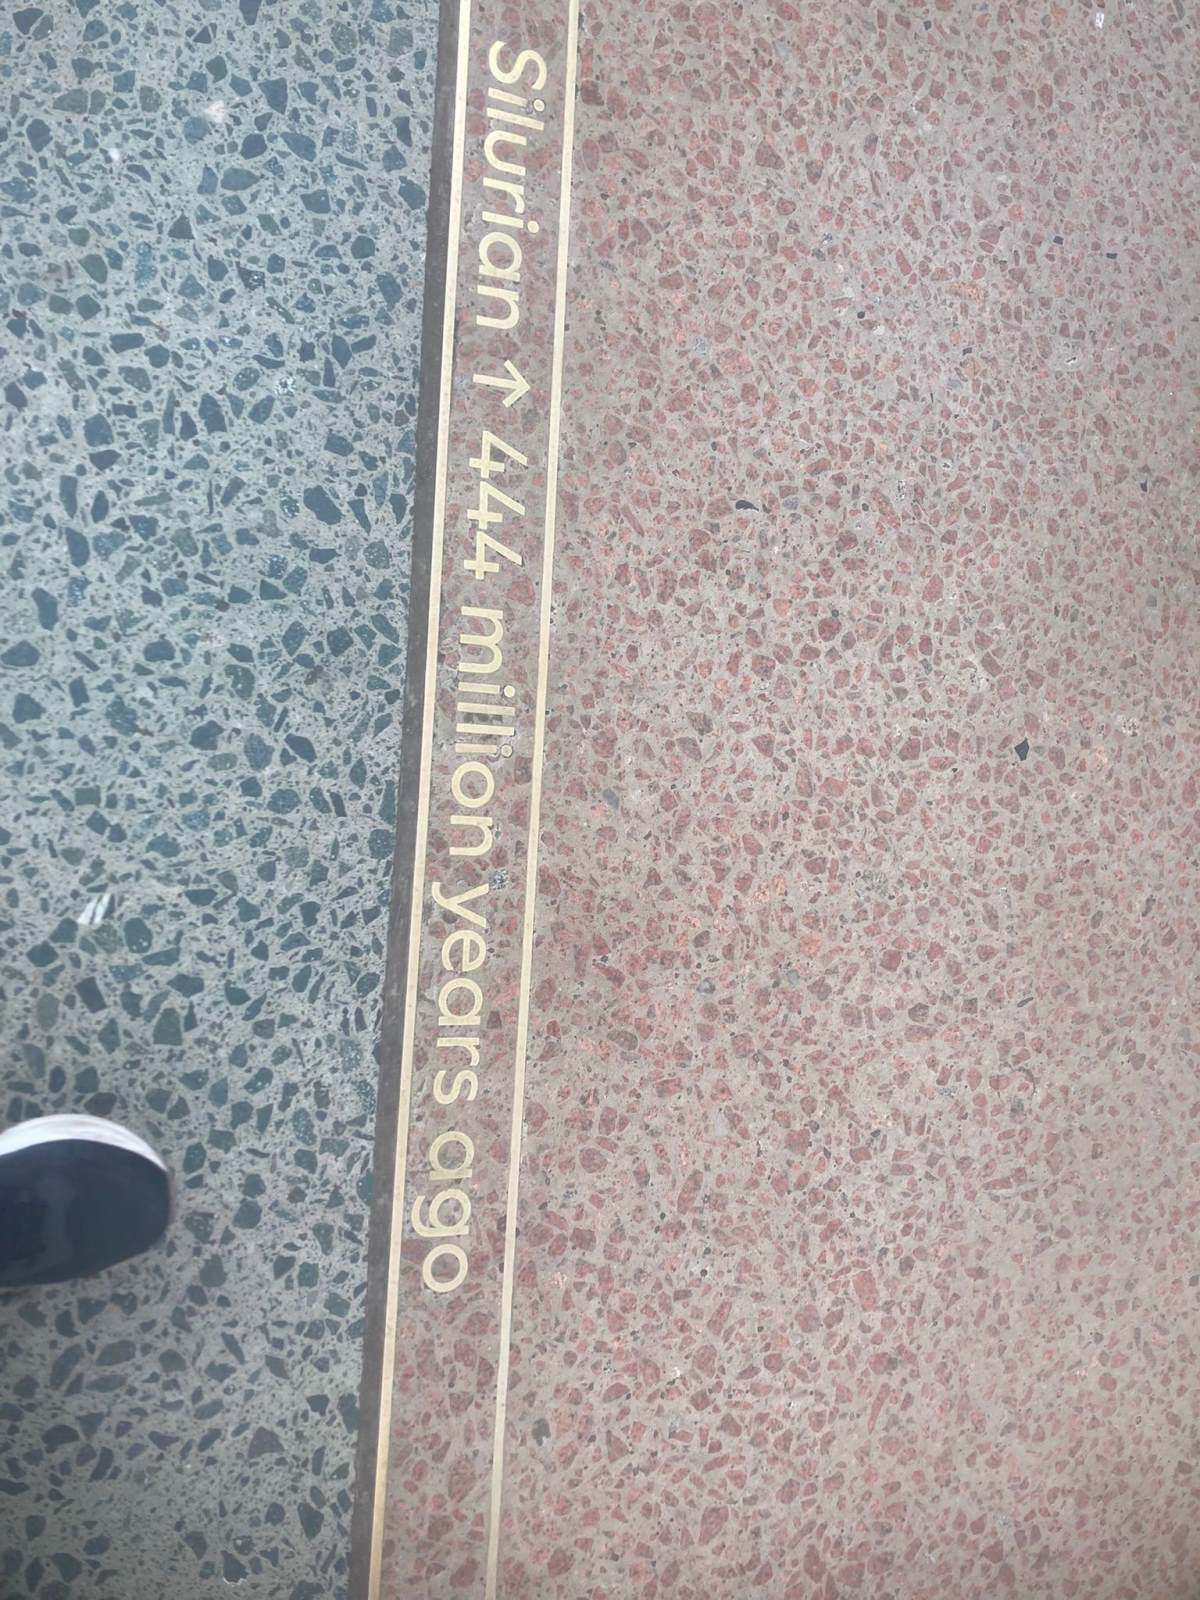 Silurian ↑ 444 million years ago